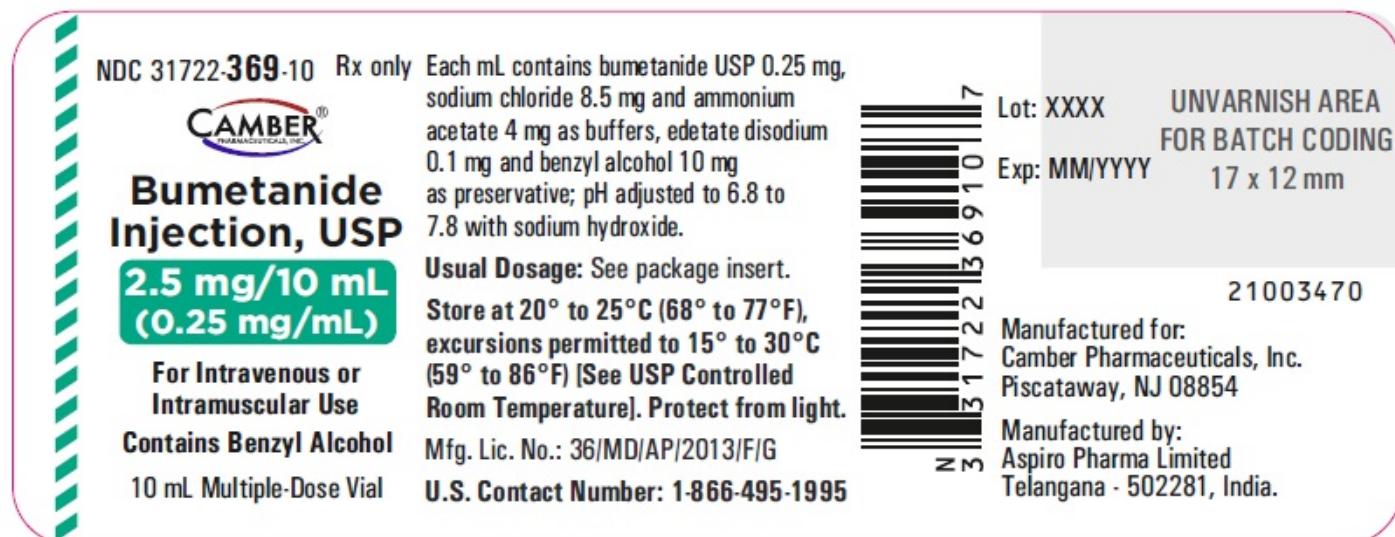 NDC 31722-369-10 Rx only
CAMBER®
PHARMACEUTICALS, INC.
Bumetanide
Injection, USP
2.5 mg/10 mL
(0.25 mg/mL)
For Intravenous or
Intramuscular Use
Contains Benzyl Alcohol
10 mL Multiple-Dose Vial
Each mL contains bumetanide USP 0.25 mg,
sodium chloride 8.5 mg and ammonium
acetate 4 mg as buffers, edetate disodium
0.1 mg and benzyl alcohol 10 mg
as preservative; pH adjusted to 6.8 to
7.8 with sodium hydroxide.
Usual Dosage: See package insert.
Store at 20° to 25°C (68° to 77°F),
excursions permitted to 15° to 30°C
(59° to 86°F) [See USP Controlled
Room Temperature]. Protect from light.
Mfg. Lic. No.: 36/MD/AP/2013/F/G
U.S. Contact Number: 1-866-495-1995
N
3 31722 36910 7
Lot: XXXX
Exp: MM/YYYY
UNVARNISH AREA
FOR BATCH CODING
17 x 12 mm
21003470
Manufactured for:
Camber Pharmaceuticals, Inc.
Piscataway, NJ 08854
Manufactured by:
Aspiro Pharma Limited
Telangana - 502281, India.